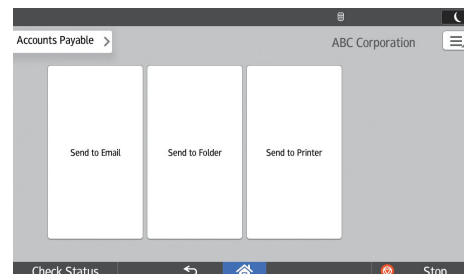 Accounts Payable >
ABC Corporation
Send to Email
Send to Folder
Send to Printer
Check Status
Stop